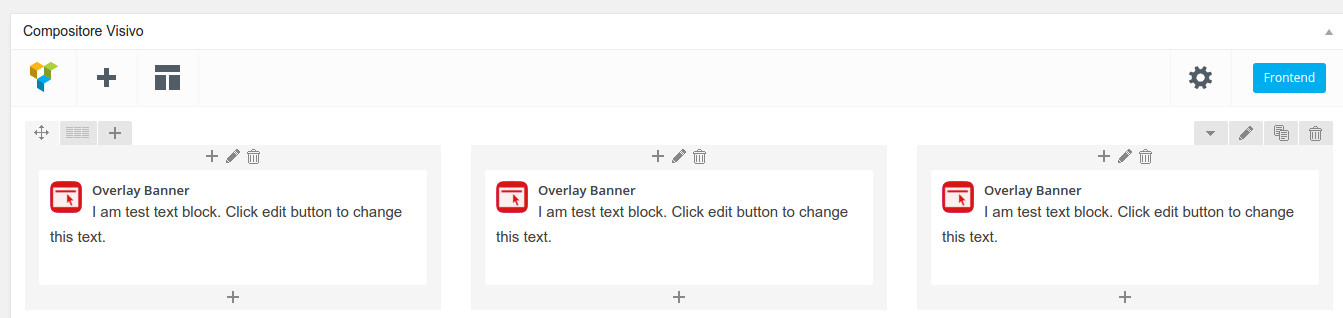 Compositore Visivo
Frontend
Overlay Banner
I am test text block. Click edit button to change
this text.
Overlay Banner
I am test text block. Click edit button to change
this text.
Overlay Banner
I am test text block. Click edit button to change
this text.